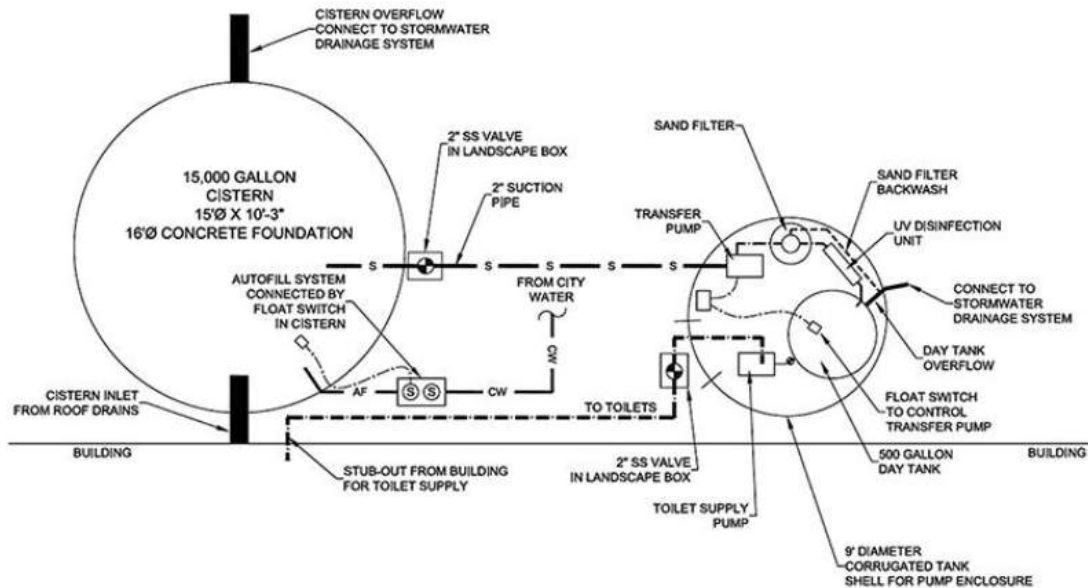 CISTERN OVERFLOW
CONNECT TO STORMWATER
DRAINAGE SYSTEM
15,000 GALLON
CISTERN
15'Ø X 10'-3"
16'Ø CONCRETE FOUNDATION
2" SS VALVE
IN LANDSCAPE BOX
2" SUCTION
PIPE
SAND FILTER
SAND FILTER
BACKWASH
UV DISINFECTION
UNIT
TRANSFER
PUMP
S
S
S
S
S
S
AUTOFILL SYSTEM
CONNECTED BY
FLOAT SWITCH
IN CISTERN
FROM CITY
WATER
CONNECT TO
STORMWATER
DRAINAGE SYSTEM
CW
DAY TANK
OVERFLOW
AF
S S
CW
CISTERN INLET
FROM ROOF DRAINS
TO TOILETS
FLOAT SWITCH
TO CONTROL
TRANSFER PUMP
BUILDING
BUILDING
STUB-OUT FROM BUILDING
FOR TOILET SUPPLY
2" SS VALVE
IN LANDSCAPE BOX
500 GALLON
DAY TANK
TOILET SUPPLY
PUMP
9' DIAMETER
CORRUGATED TANK
SHELL FOR PUMP ENCLOSURE